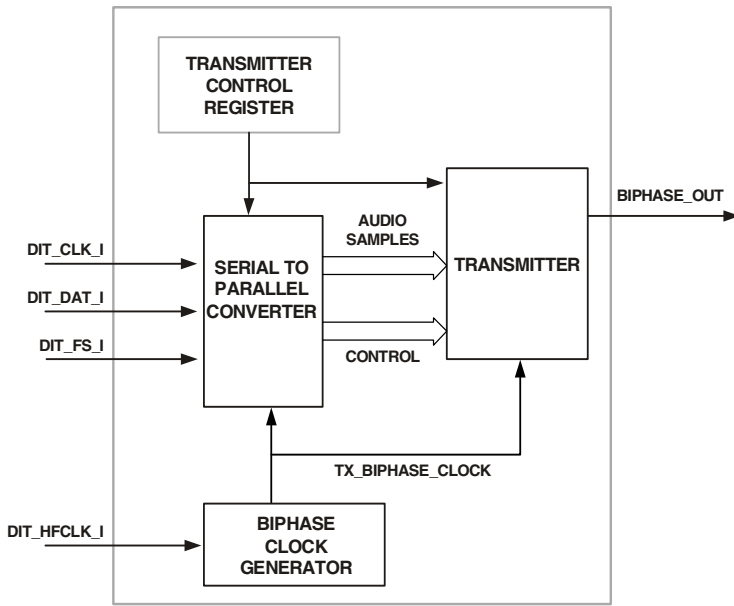 TRANSMITTER
CONTROL
REGISTER
BIPHASE_OUT
AUDIO
SAMPLES
DIT_CLK_I
SERIAL TO
PARALLEL
CONVERTER
TRANSMITTER
DIT_DAT_I
DIT_FS_I
CONTROL
TX_BIPHASE_CLOCK
DIT_HFCLK_I
BIPHASE
CLOCK
GENERATOR